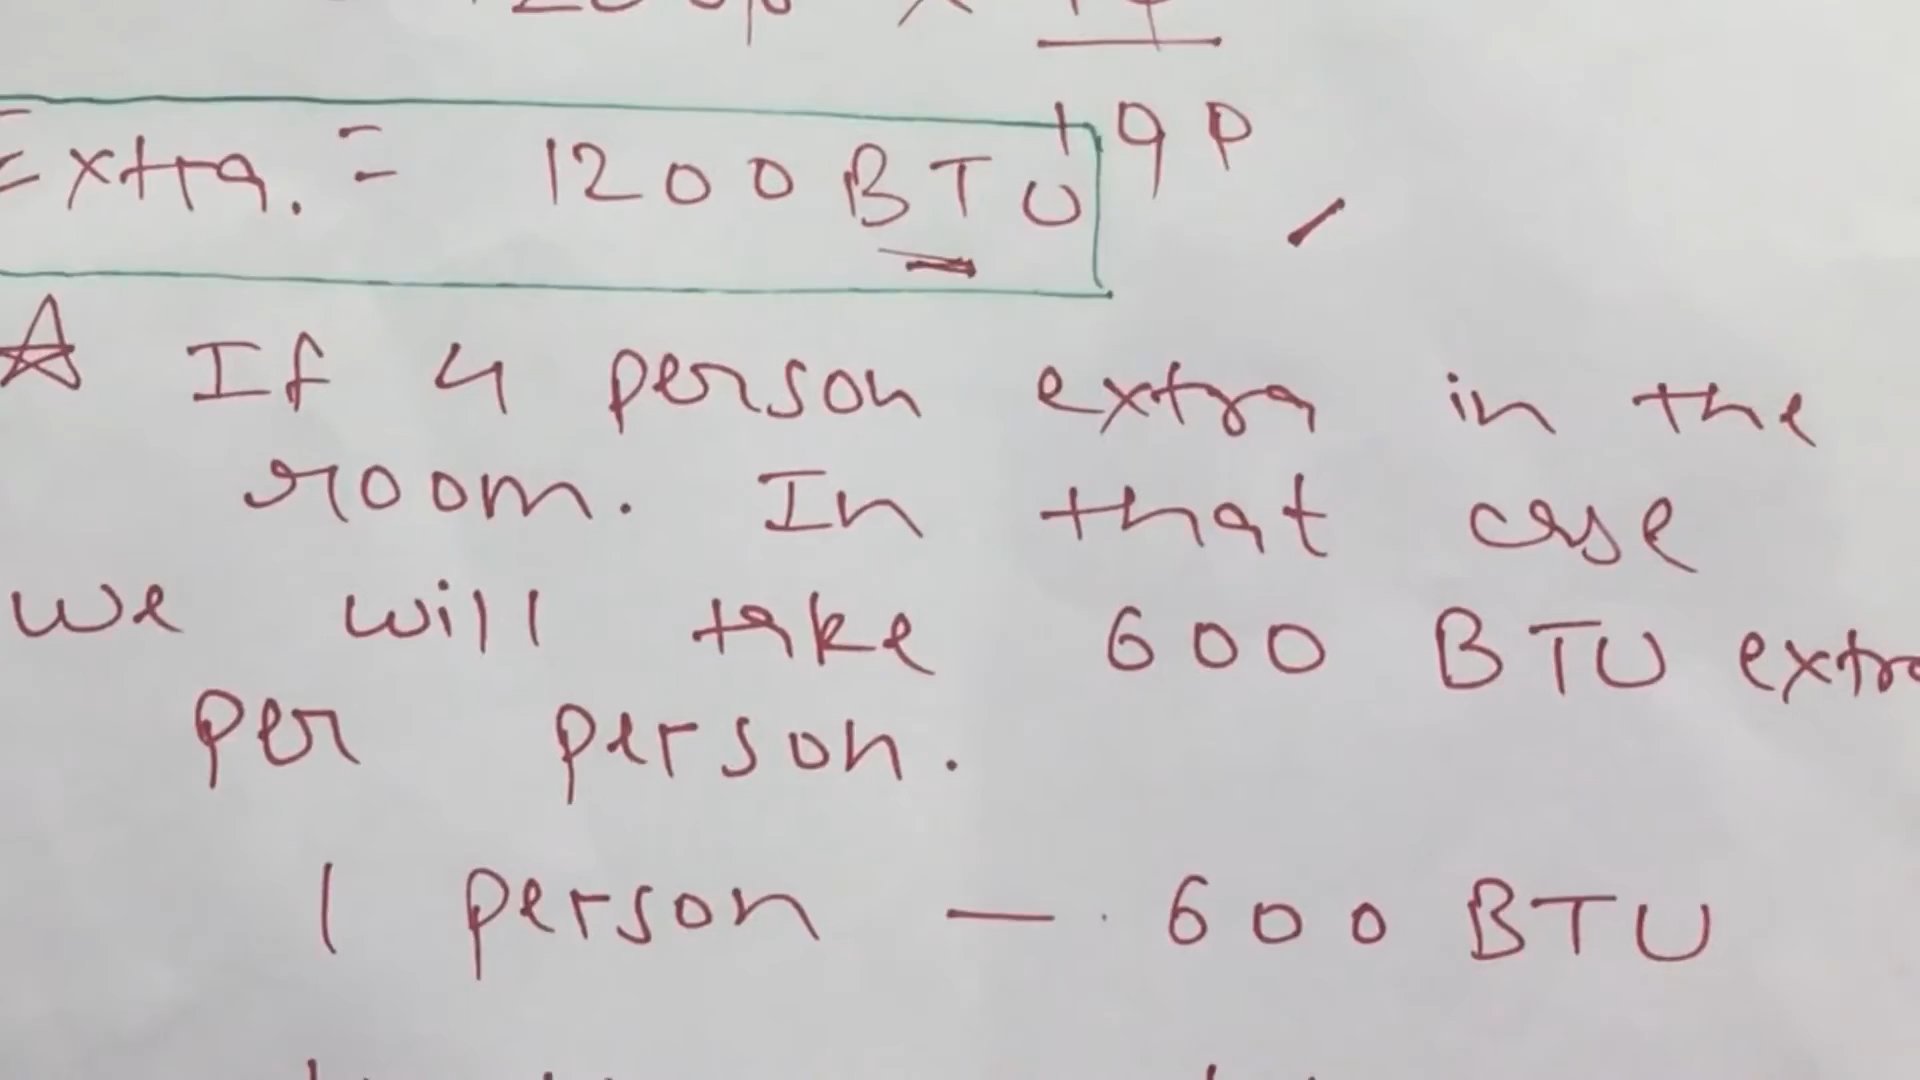 Extra. = 1200 BTU
If 4 person extra in the
room. In that case
we will take 600 BTU extra
per person.
1 person — 600 BTU